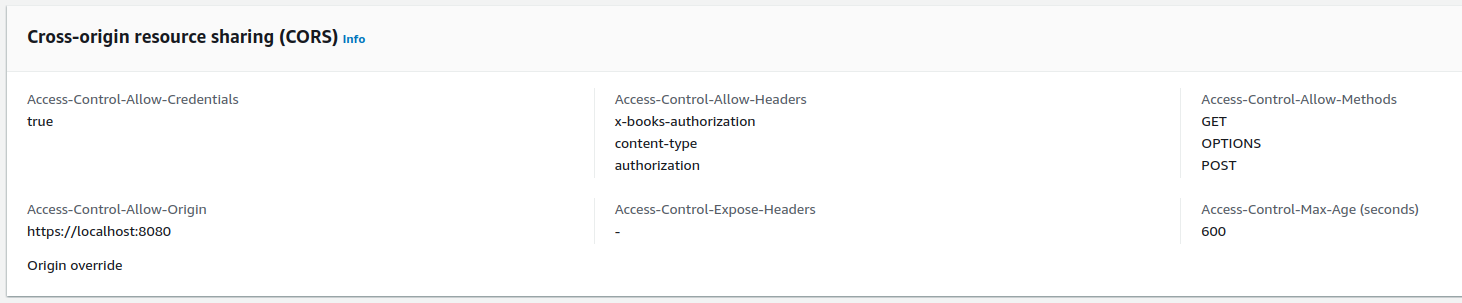 Cross-origin resource sharing (CORS) Info
Access-Control-Allow-Credentials
true
Access-Control-Allow-Headers
x-books-authorization
content-type
authorization
Access-Control-Allow-Methods
GET
OPTIONS
POST
Access-Control-Allow-Origin
https://localhost:8080
Origin override
Access-Control-Expose-Headers
-
Access-Control-Max-Age (seconds)
600